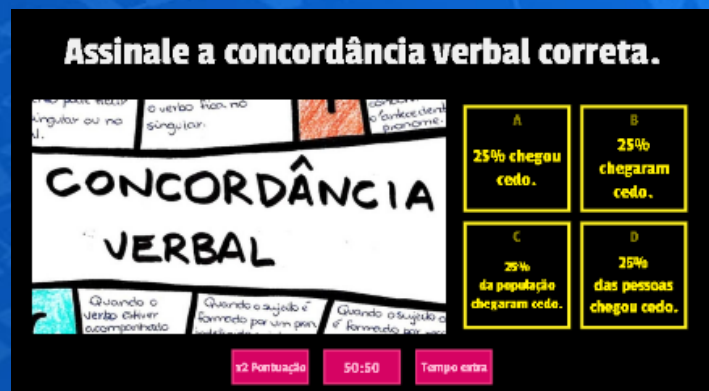 Assinale a concordância verbal correta.
o verbo fica no
singular.
singular ou no
pronome.
CONCORDÂNCIA
VERBAL
Quando o
verbo estiver
acompanhado
Quando o sujeito é
formado por um pron
Quando o sujeito
é formado por
A
25% chegou
cedo.
B
25%
chegaram
cedo.
C
25%
da população
chegaram cedo.
D
25%
das pessoas
chegou cedo.
x2 Pontuação
50:50
Tempo extra